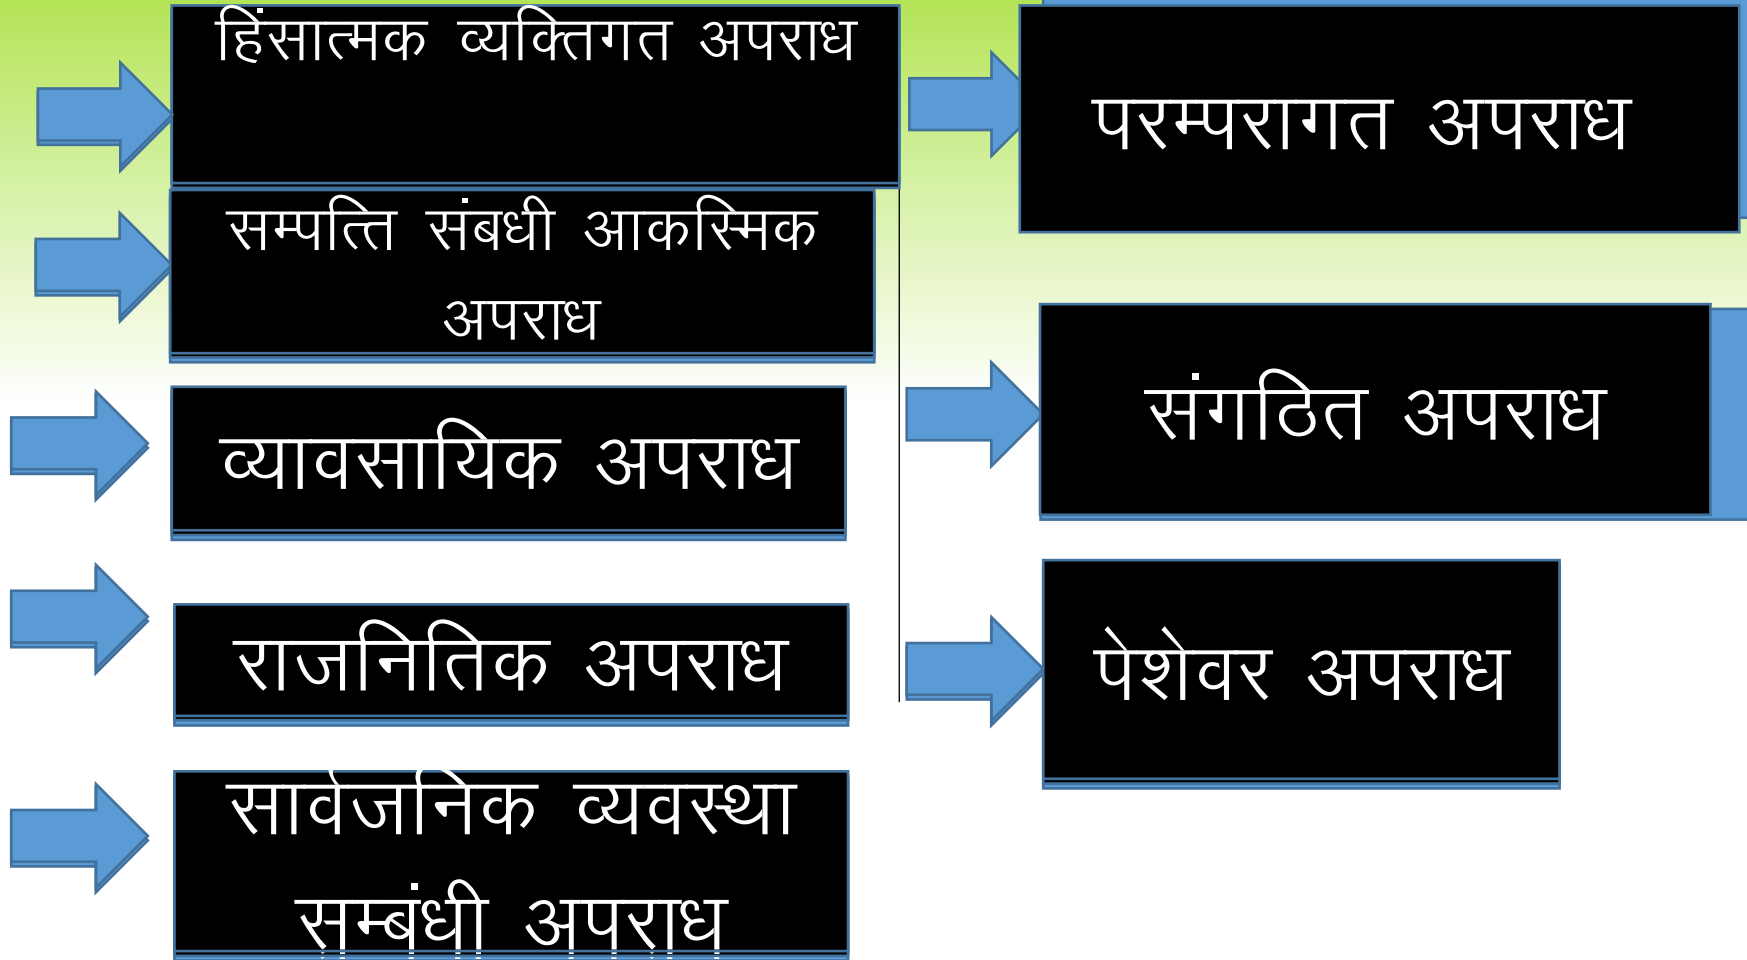 हिंसात्मक व्यक्तिगत अपराध
सम्पत्ति संबधी आकस्मिक
अपराध
व्यावसायिक अपराध
राजनितिक अपराध
सार्वजनिक व्यवस्था
सम्बंधी अपराध
परम्परागत अपराध
संगठित अपराध
पेशेवर अपराध